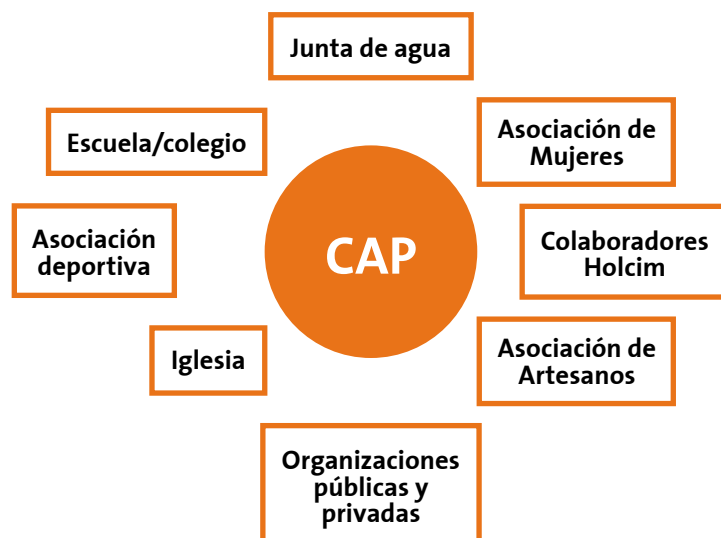 Junta de agua
Escuela/colegio
Asociación de
Mujeres
Asociación
deportiva
CAP
Colaboradores
Holcim
Iglesia
Asociación de
Artesanos
Organizaciones
públicas y
privadas